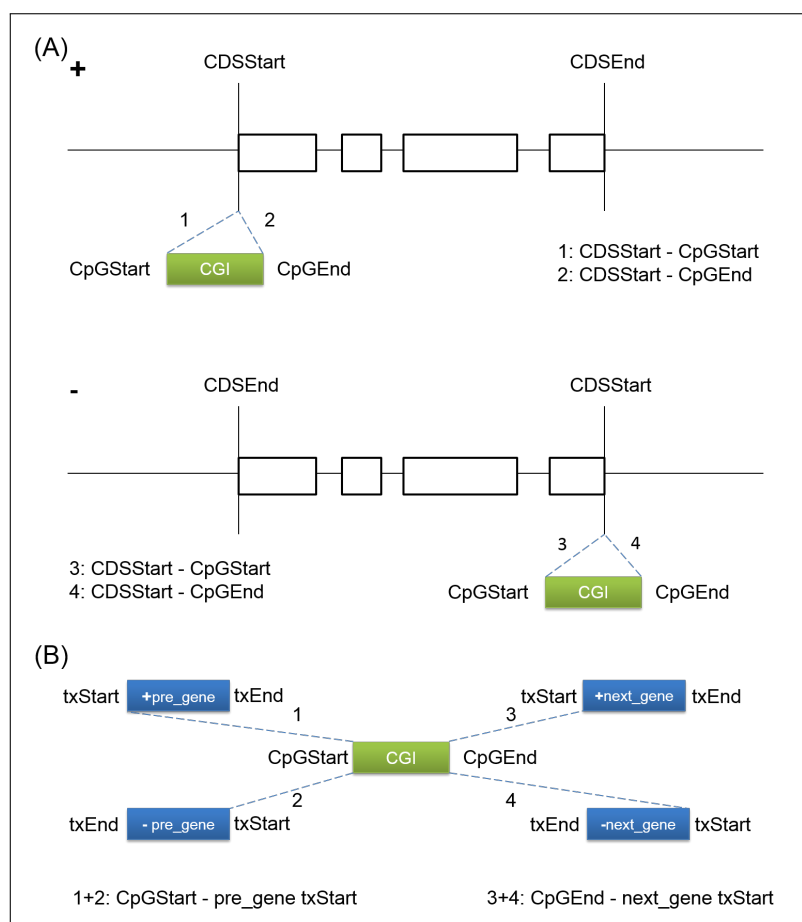 (A)
+
CDSStart CDSEnd
1 2
CpGStart CGI CpGEnd
1: CDSStart - CpGStart
2: CDSStart - CpGEnd
-
CDSEnd CDSStart
3 4
3: CDSStart - CpGStart
4: CDSStart - CpGEnd
CpGStart CGI CpGEnd
(B)
txStart +pre_gene txEnd txStart +next_gene txEnd
1 3
CpGStart CGI CpGEnd
2 4
txEnd - pre_gene txStart txEnd -next_gene txStart
1+2: CpGStart - pre_gene txStart 3+4: CpGEnd - next_gene txStart